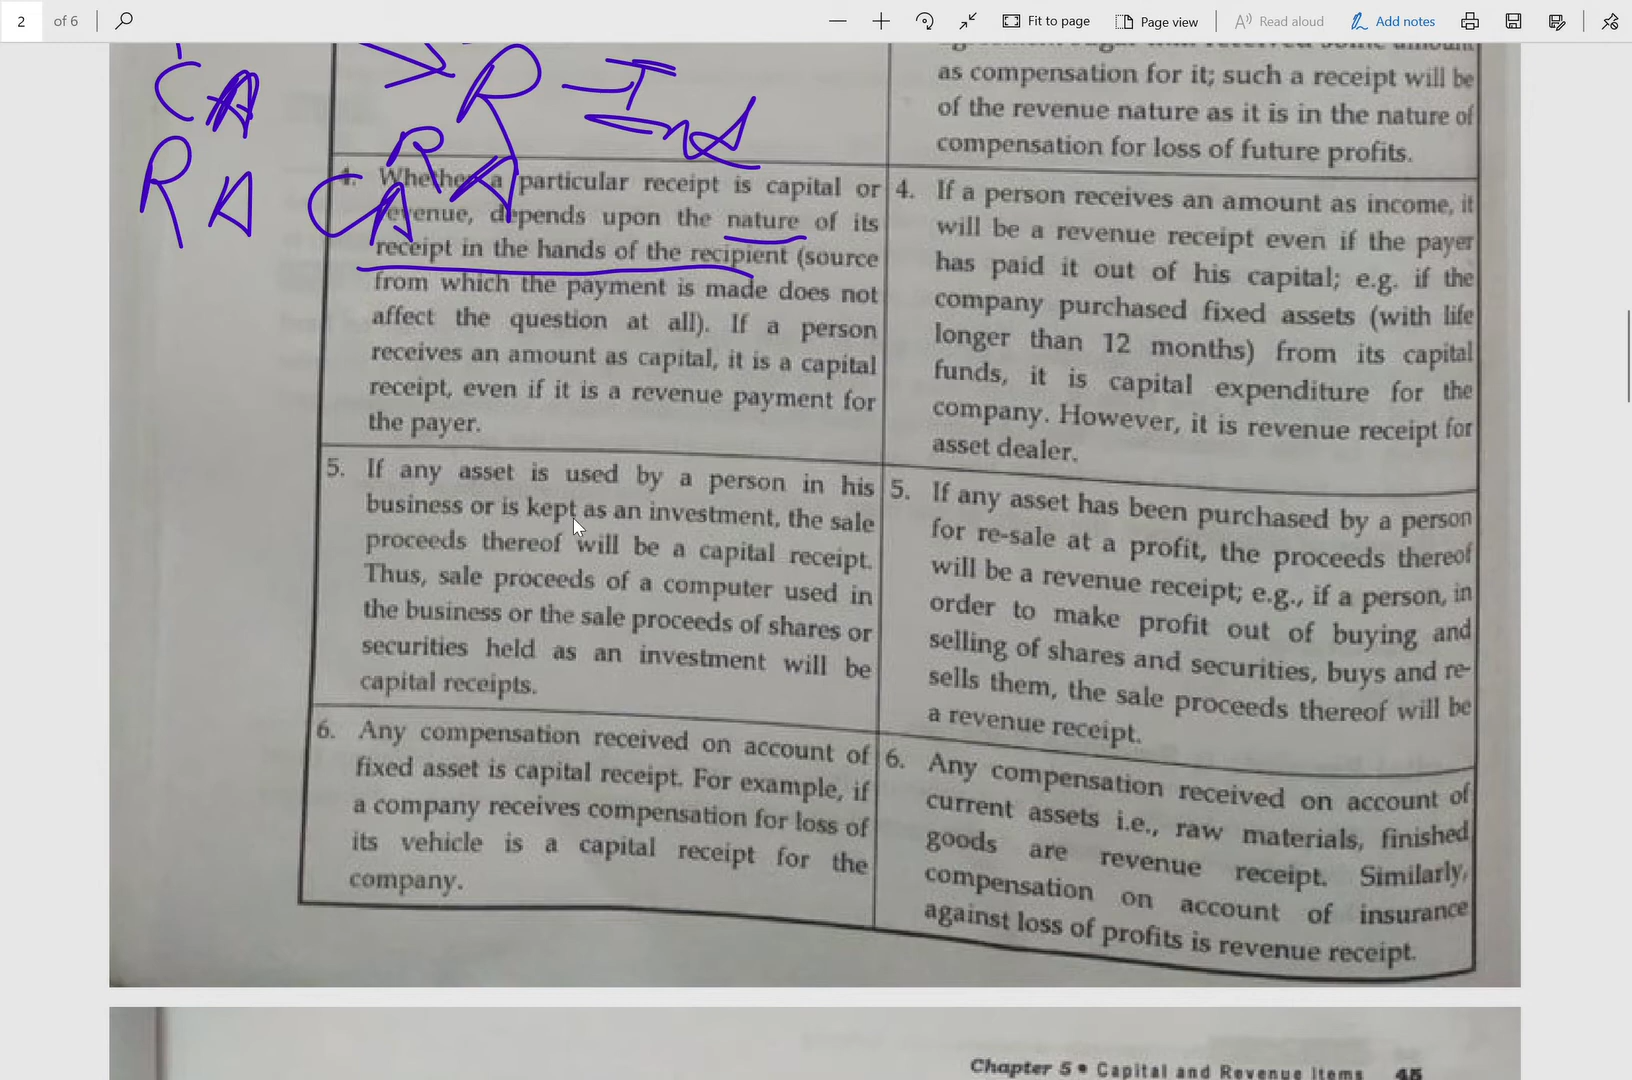 2 of 6
Fit to page
Page view
Read aloud
Add notes
C A
R A
R - I
Ind
R A
C A
as compensation for it; such a receipt will be
of the revenue nature as it is in the nature of
compensation for loss of future profits.
4. Whether a particular receipt is capital or
revenue, depends upon the nature of its
receipt in the hands of the recipient (source
from which the payment is made does not
affect the question at all). If a person
receives an amount as capital, it is a capital
receipt, even if it is a revenue payment for
the payer.
4. If a person receives an amount as income, it
will be a revenue receipt even if the payer
has paid it out of his capital; e.g. if the
company purchased fixed assets (with life
longer than 12 months) from its capital
funds, it is capital expenditure for the
company. However, it is revenue receipt for
asset dealer.
5. If any asset is used by a person in his
business or is kept as an investment, the sale
proceeds thereof will be a capital receipt.
Thus, sale proceeds of a computer used in
the business or the sale proceeds of shares or
securities held as an investment will be
capital receipts.
5. If any asset has been purchased by a person
for re-sale at a profit, the proceeds thereof
will be a revenue receipt; e.g., if a person, in
order to make profit out of buying and
selling of shares and securities, buys and re-
sells them, the sale proceeds thereof will be
a revenue receipt.
6. Any compensation received on account of
fixed asset is capital receipt. For example, if
a company receives compensation for loss of
its vehicle is a capital receipt for the
company.
6. Any compensation received on account of
current assets i.e., raw materials, finished
goods are revenue receipt. Similarly,
compensation on account of insurance
against loss of profits is revenue receipt.
Chapter 5 • Capital and Revenue Items 45